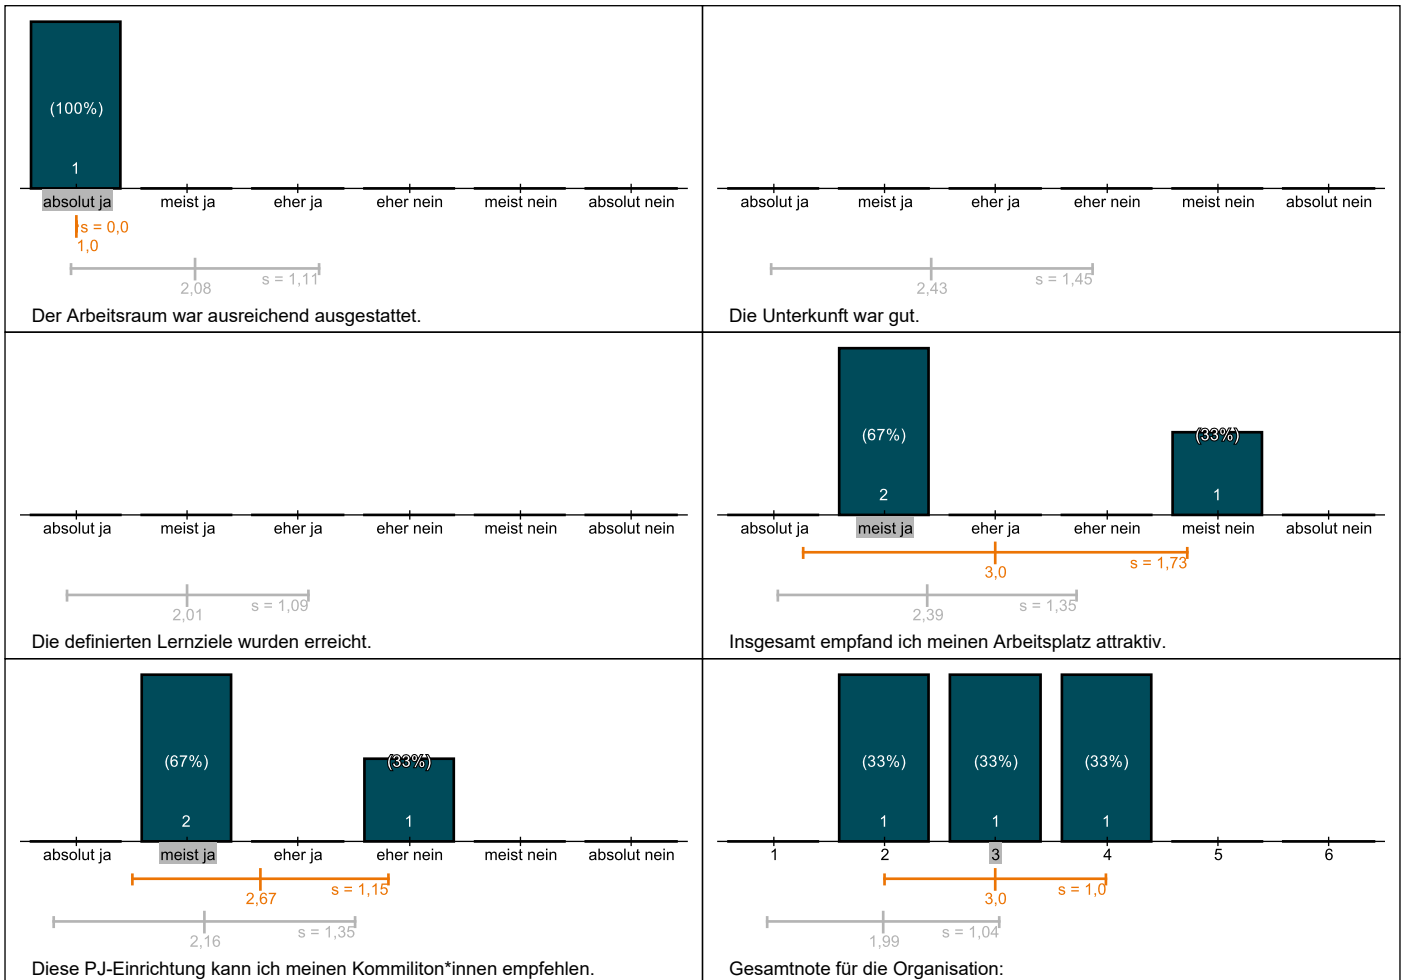 (100%)
1
absolut ja meist ja eher ja eher nein meist nein absolut nein
s = 0,0
1,0
s = 1,11
2,08
Der Arbeitsraum war ausreichend ausgestattet.
absolut ja meist ja eher ja eher nein meist nein absolut nein
s = 1,45
2,43
Die Unterkunft war gut.
absolut ja meist ja eher ja eher nein meist nein absolut nein
s = 1,09
2,01
Die definierten Lernziele wurden erreicht.
(67%) (33%)
2 1
absolut ja meist ja eher ja eher nein meist nein absolut nein
s = 1,73
3,0
s = 1,35
2,39
Insgesamt empfand ich meinen Arbeitsplatz attraktiv.
(67%) (33%)
2 1
absolut ja meist ja eher ja eher nein meist nein absolut nein
s = 1,15
2,67
s = 1,35
2,16
Diese PJ-Einrichtung kann ich meinen Kommiliton*innen empfehlen.
(33%) (33%) (33%)
1 1 1
1 2 3 4 5 6
s = 1,0
3,0
s = 1,04
1,99
Gesamtnote für die Organisation: